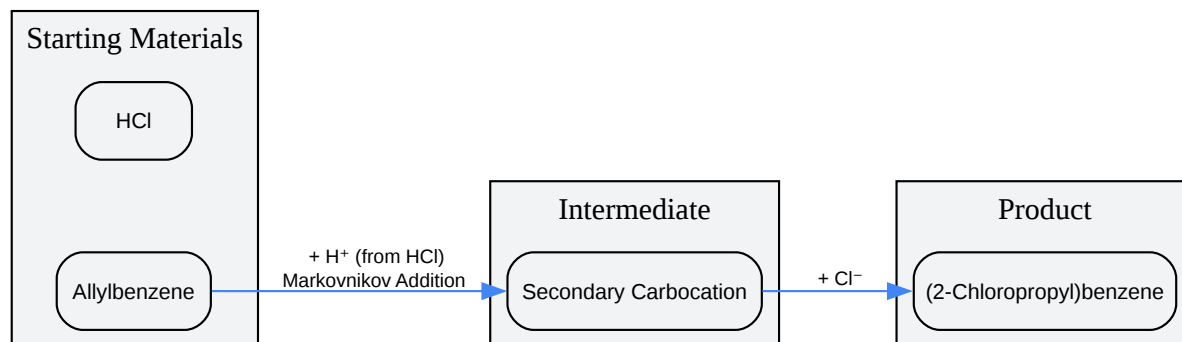 Starting Materials
HCl
Allylbenzene
+ H⁺ (from HCl)
Markovnikov Addition
Intermediate
Secondary Carbocation
+ Cl⁻
Product
(2-Chloropropyl)benzene